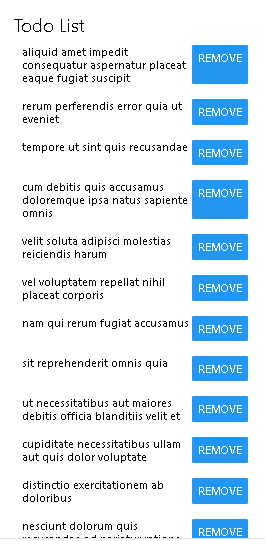 Todo List
aliquid amet impedit
consequatur aspernatur placeat
eaque fugiat suscipit
REMOVE
rerum perferendis error quia ut
eveniet
REMOVE
tempore ut sint quis recusandae
REMOVE
cum debitis quis accusamus
doloremque ipsa natus sapiente
omnis
REMOVE
velit soluta adipisci molestias
reiciendis harum
REMOVE
vel voluptatem repellat nihil
placeat corporis
REMOVE
nam qui rerum fugiat accusamus
REMOVE
sit reprehenderit omnis quia
REMOVE
ut necessitatibus aut maiores
debitis officia blanditiis velit et
REMOVE
cupiditate necessitatibus ullam
aut quis dolor voluptate
REMOVE
distinctio exercitationem ab
doloribus
REMOVE
nesciunt dolorum quis
REMOVE